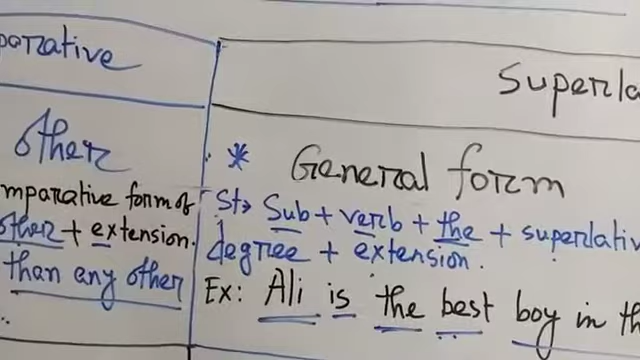 parative
other
mparative form of
other + extension.
than any other
Superla
* General form
St⇒ Sub + verb + the + superlativ
degree + extension.
Ex: Ali is the best boy in th